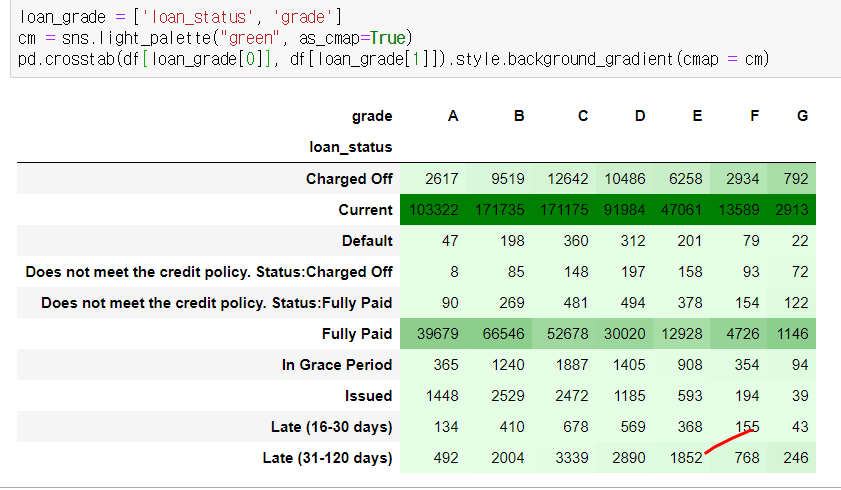 loan_grade = ['loan_status', 'grade']
cm = sns.light_palette("green", as_cmap=True)
pd.crosstab(df[loan_grade[0]], df[loan_grade[1]]).style.background_gradient(cmap = cm)
grade A B C D E F G
loan_status
Charged Off 2617 9519 12642 10486 6258 2934 792
Current 103322 171735 171175 91984 47061 13589 2913
Default 47 198 360 312 201 79 22
Does not meet the credit policy. Status:Charged Off 8 85 148 197 158 93 72
Does not meet the credit policy. Status:Fully Paid 90 269 481 494 378 154 122
Fully Paid 39679 66546 52678 30020 12928 4726 1146
In Grace Period 365 1240 1887 1405 908 354 94
Issued 1448 2529 2472 1185 593 194 39
Late (16-30 days) 134 410 678 569 368 155 43
Late (31-120 days) 492 2004 3339 2890 1852 768 246